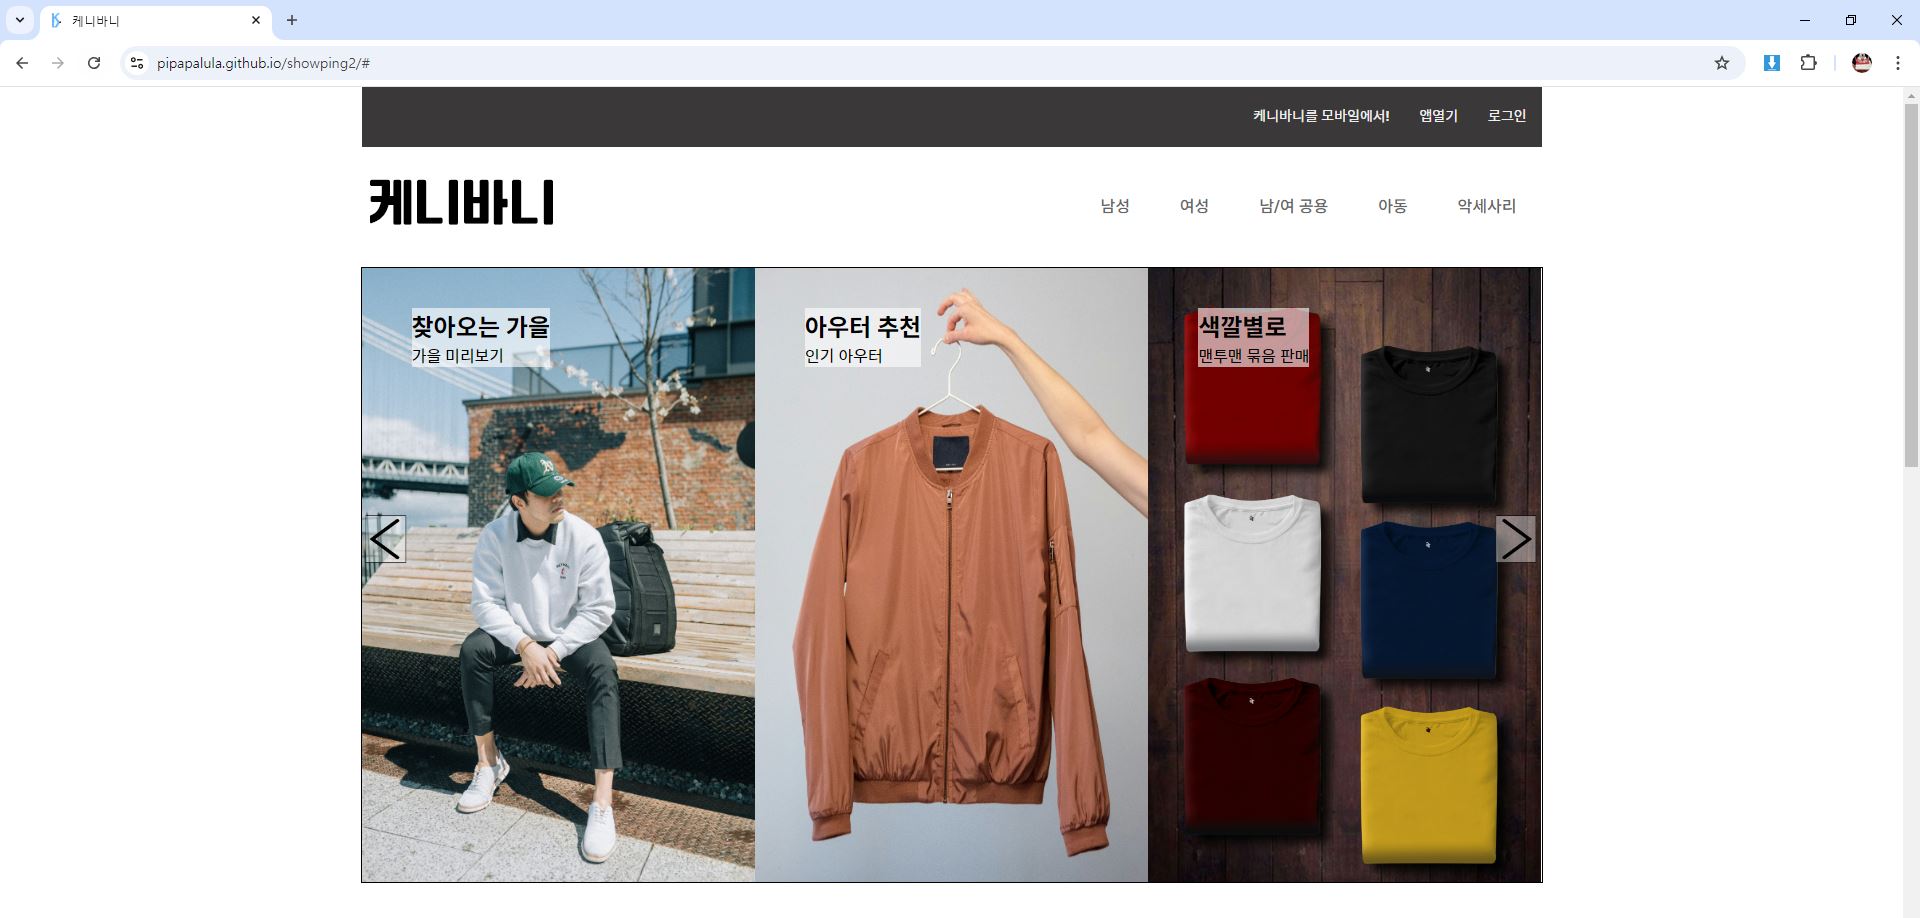 케니바니
pipapalula.github.io/showping2/#
케니바니를 모바일에서! 앱열기 로그인
케니바니
남성 여성 남/여 공용 아동 악세사리
찾아오는 가을
가을 미리보기
아우터 추천
인기 아우터
색깔별로
맨투맨 묶음 판매